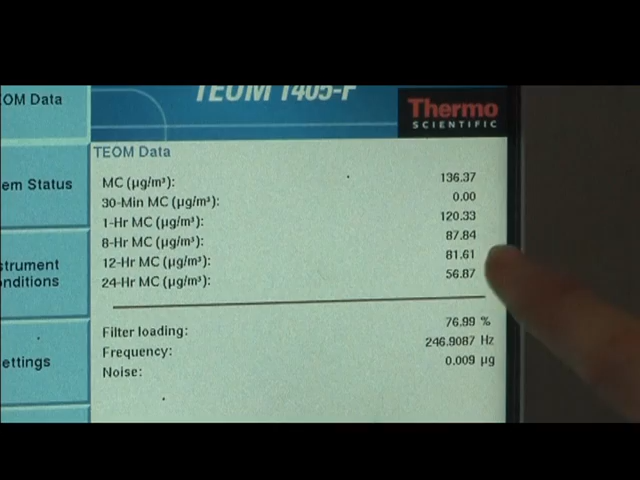 TEOM 1405-F
Thermo
SCIENTIFIC
OM Data
em Status
strument
onditions
ettings
TEOM Data
MC (µg/m³): 136.37
30-Min MC (µg/m³): 0.00
1-Hr MC (µg/m³): 120.33
8-Hr MC (µg/m³): 87.84
12-Hr MC (µg/m³): 81.61
24-Hr MC (µg/m³): 56.87
Filter loading: 76.99 %
Frequency: 246.9087 Hz
Noise: 0.009 µg